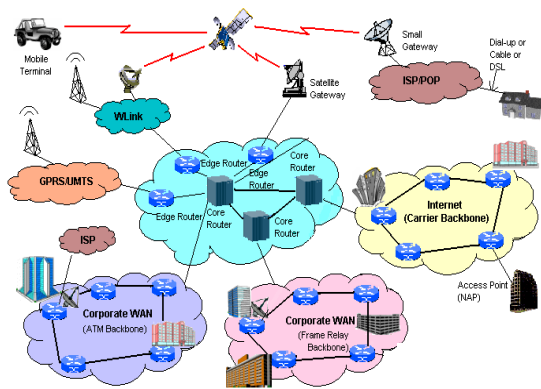 Mobile
Terminal
Small
Gateway
Dial-up or
Cable or
DSL
ISP/POP
Satellite
Gateway
WLink
Edge Router
Edge
Router
Core
Router
GPRS/UMTS
Edge Router
Core
Router
Core
Router
Internet
(Carrier Backbone)
ISP
Access Point
(NAP)
Corporate WAN
(ATM Backbone)
Corporate WAN
(Frame Relay
Backbone)